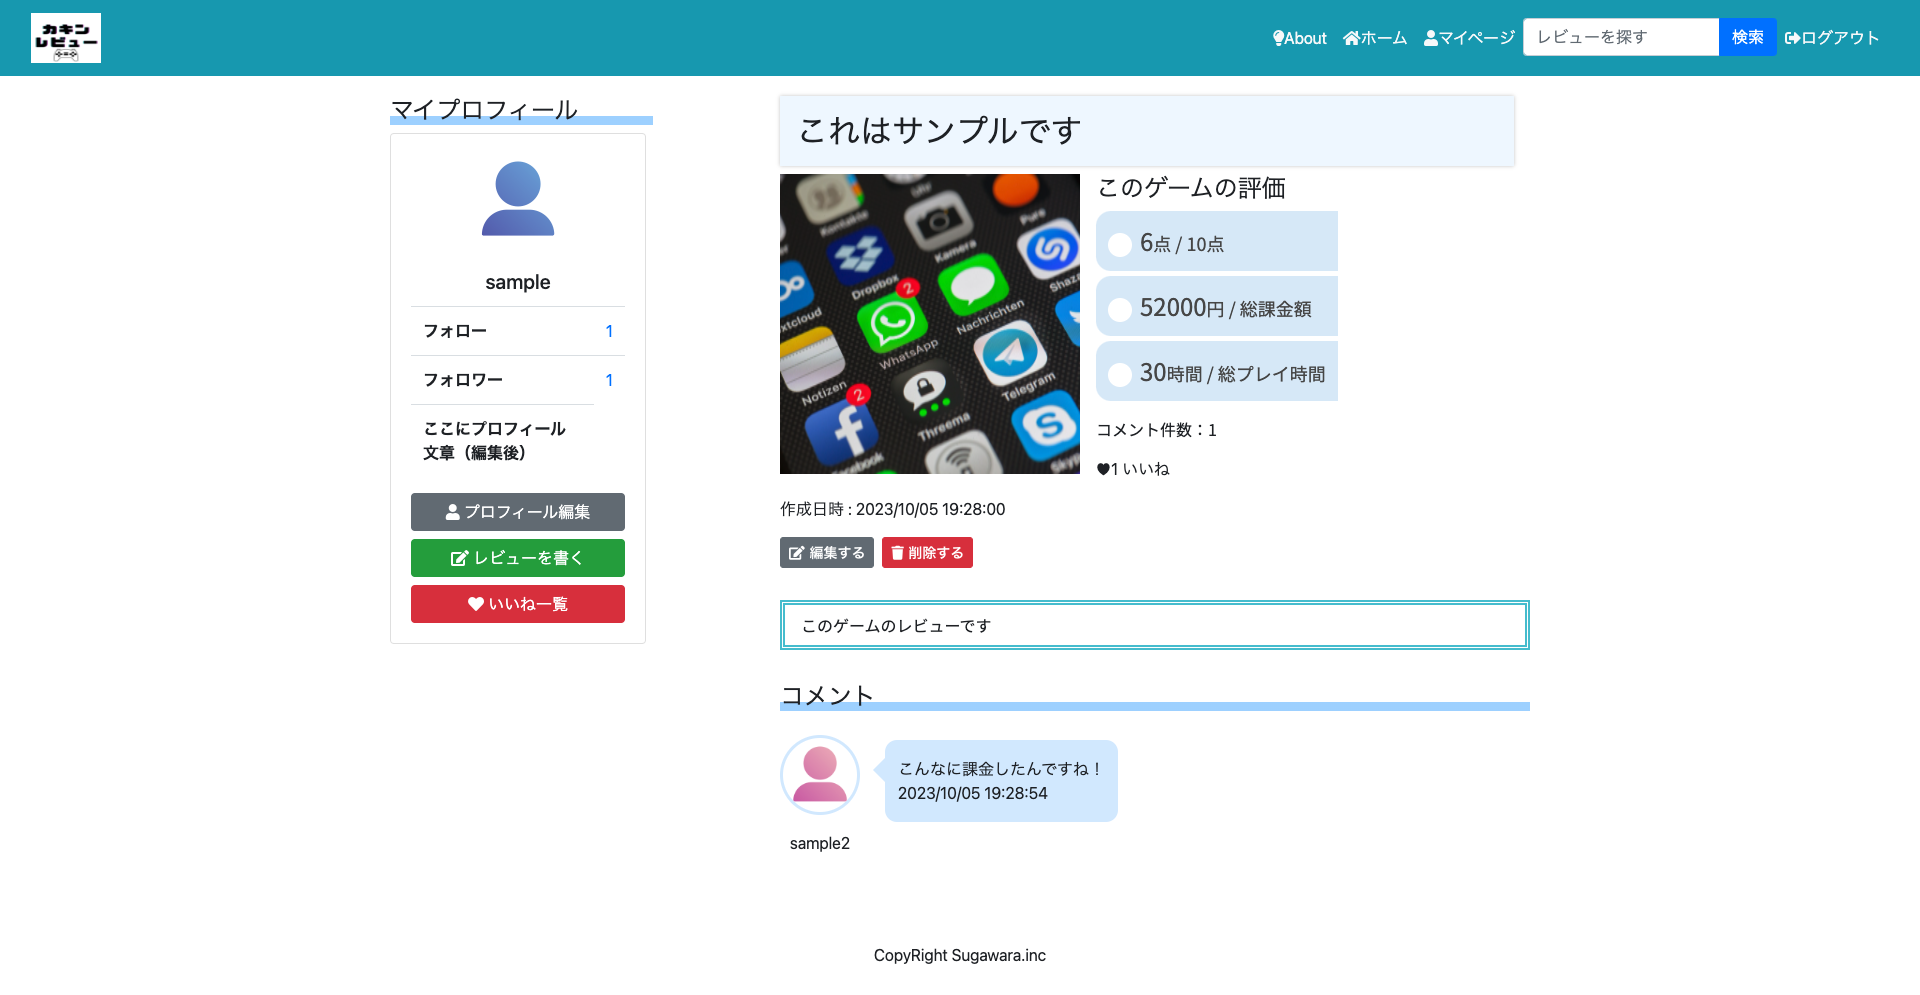 カキン
レビュー
About ホーム マイページ レビューを探す 検索 ログアウト
マイプロフィール
sample
フォロー 1
フォロワー 1
ここにプロフィール
文章（編集後）
プロフィール編集
レビューを書く
いいね一覧
これはサンプルです
Kontakte
Uhr
Kamera
Pure
Dropbox
Shaza
Nextcloud
2
WhatsApp
Nachrichten
Notizen
2
Telegram
Facebook
Threema
Skype
このゲームの評価
6点 / 10点
52000円 / 総課金額
30時間 / 総プレイ時間
コメント件数：1
♥1 いいね
作成日時 : 2023/10/05 19:28:00
編集する 削除する
このゲームのレビューです
コメント
こんなに課金したんですね！
2023/10/05 19:28:54
sample2
CopyRight Sugawara.inc